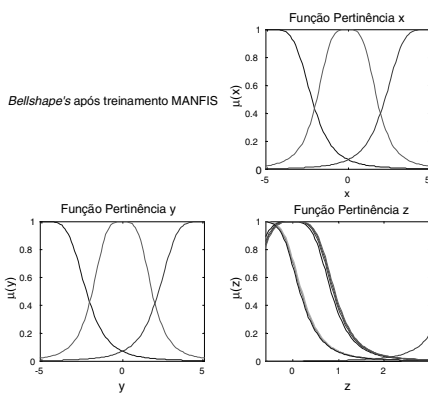 Função Pertinência x
Bellshape's após treinamento MANFIS
μ(x)
1
0.8
0.6
0.4
0.2
0
-5
0
5
x
Função Pertinência y
μ(y)
1
0.8
0.6
0.4
0.2
0
-5
0
5
y
Função Pertinência z
μ(z)
1
0.8
0.6
0.4
0.2
0
0
1
2
z